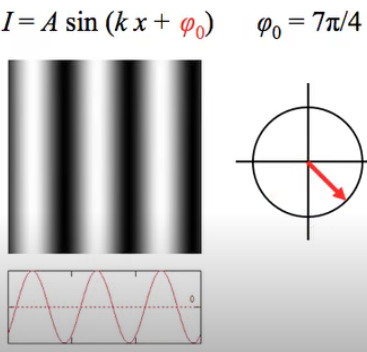 I = A sin (k x + φ₀) φ₀ = 7π/4
0